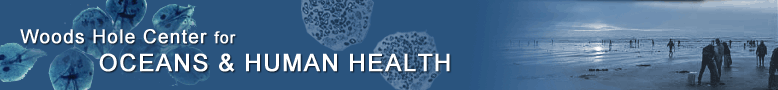 Woods Hole Center for
OCEANS & HUMAN HEALTH